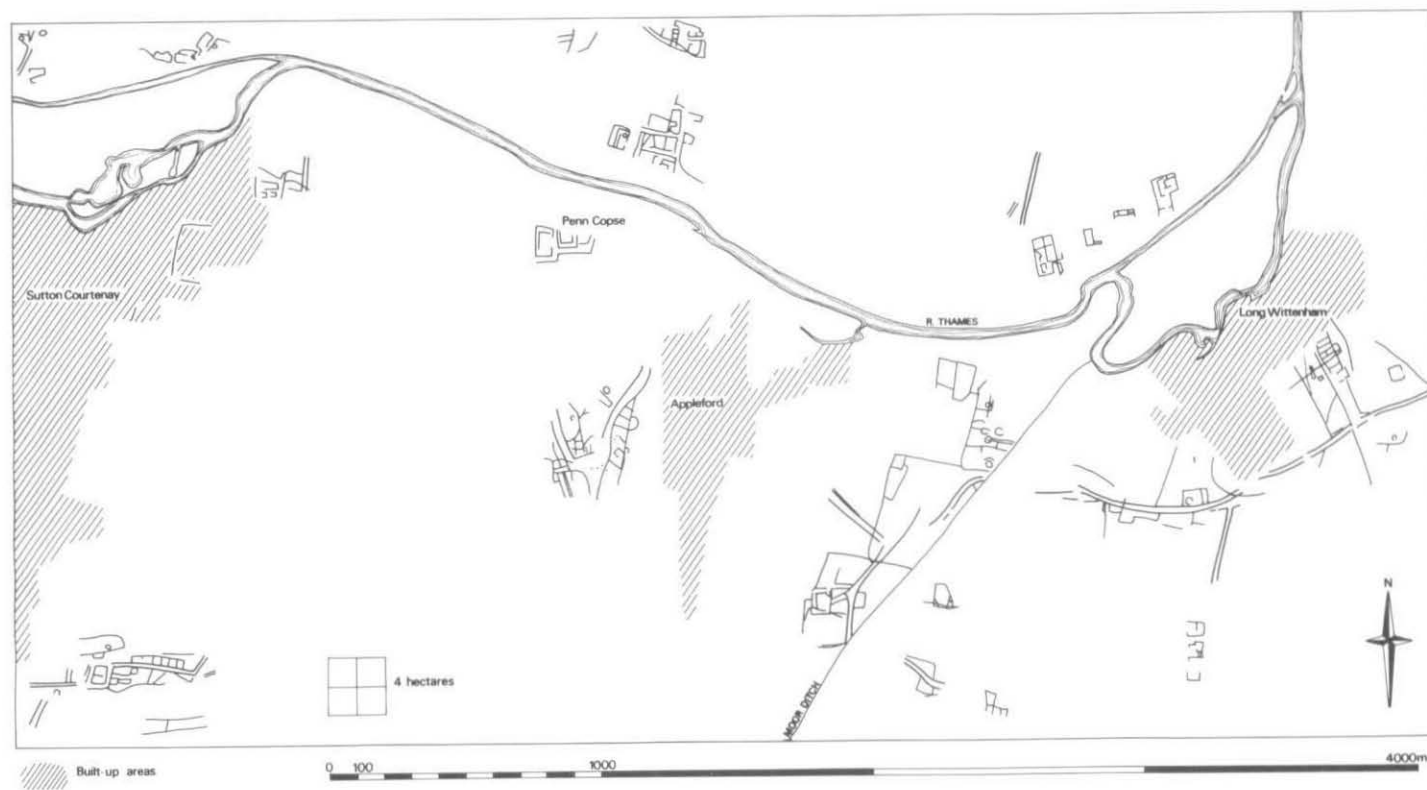 Penn Copse
Sutton Courtenay
R. THAMES
Long Wittenham
Appleford
N
4 hectares
MOOR DITCH
Built-up areas
0 100 1000 4000m